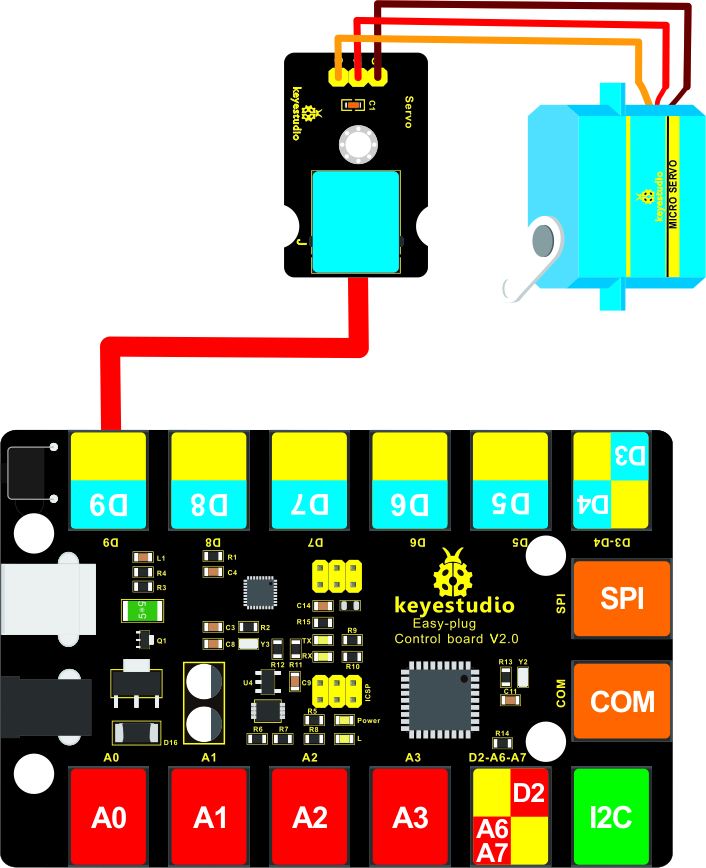 keyestudio
C1
Servo
J
keyestudio
MICRO SERVO
D9
D8
D7
D6
D5
D3
D4
D9
D8
D7
D6
D5
D3-D4
L1
R4
R3
R1
C4
C14
R15
keyestudio
Easy-plug
Control board V2.0
SPI
SPI
Q1
C3
R2
C8
Y3
TX
RX
R9
R10
R12
R11
U4
C9
ICSP
R13
Y2
C11
COM
COM
D16
R5
Power
R6
R7
R8
L
R14
A0
A1
A2
A3
D2-A6-A7
A0
A1
A2
A3
D2
A6
A7
I2C